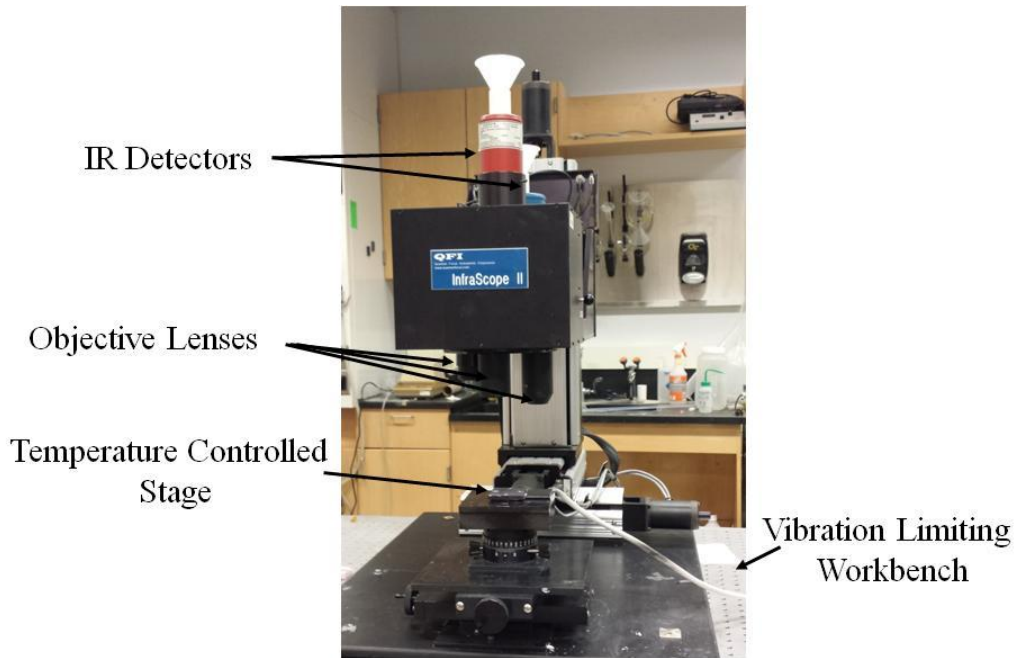 IR Detectors
QFI
InfraScope II
Objective Lenses
Temperature Controlled
Stage
Vibration Limiting
Workbench